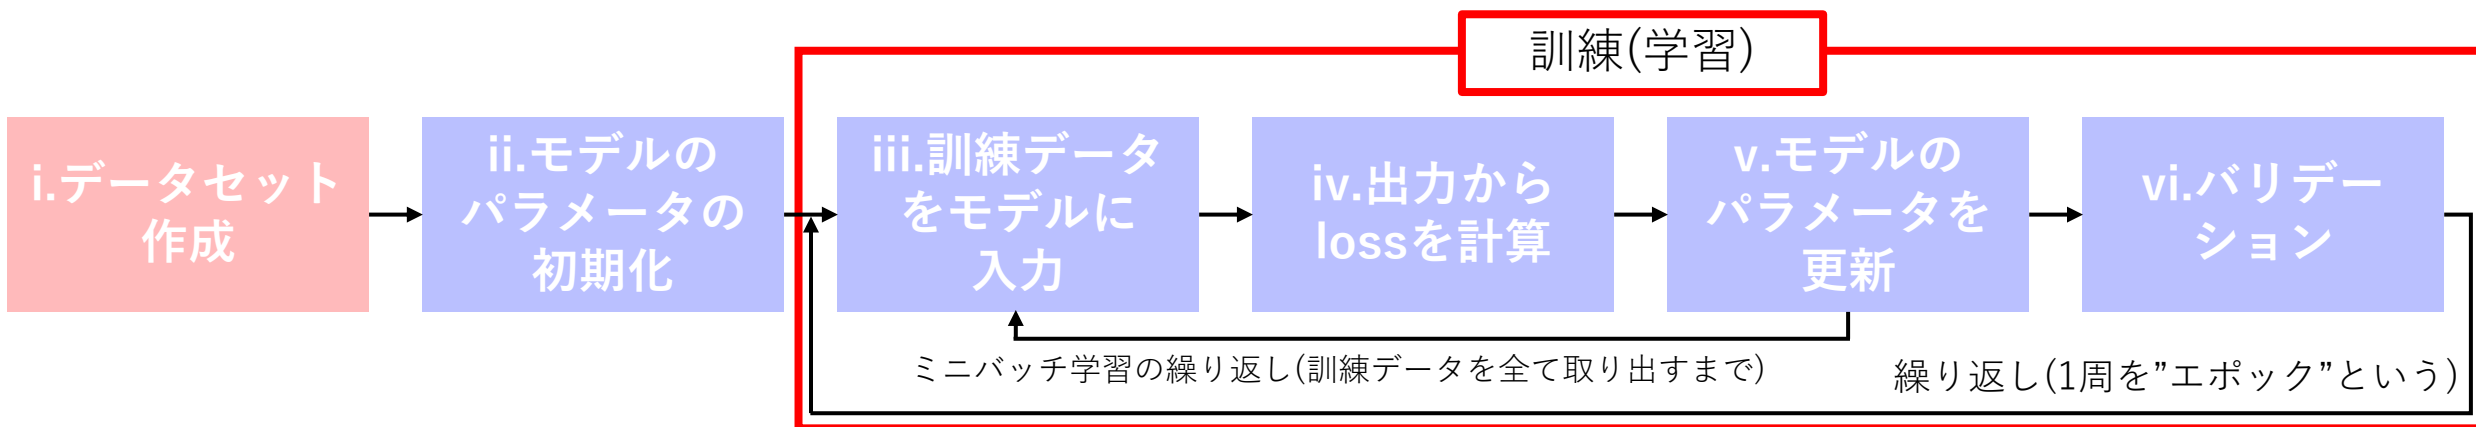 訓練(学習)
i.データセット
作成
ii.モデルの
パラメータの
初期化
iii.訓練データ
をモデルに
入力
iv.出力から
lossを計算
v.モデルの
パラメータを
更新
vi.バリデー
ション
ミニバッチ学習の繰り返し(訓練データを全て取り出すまで)
繰り返し(1周を”エポック”という)